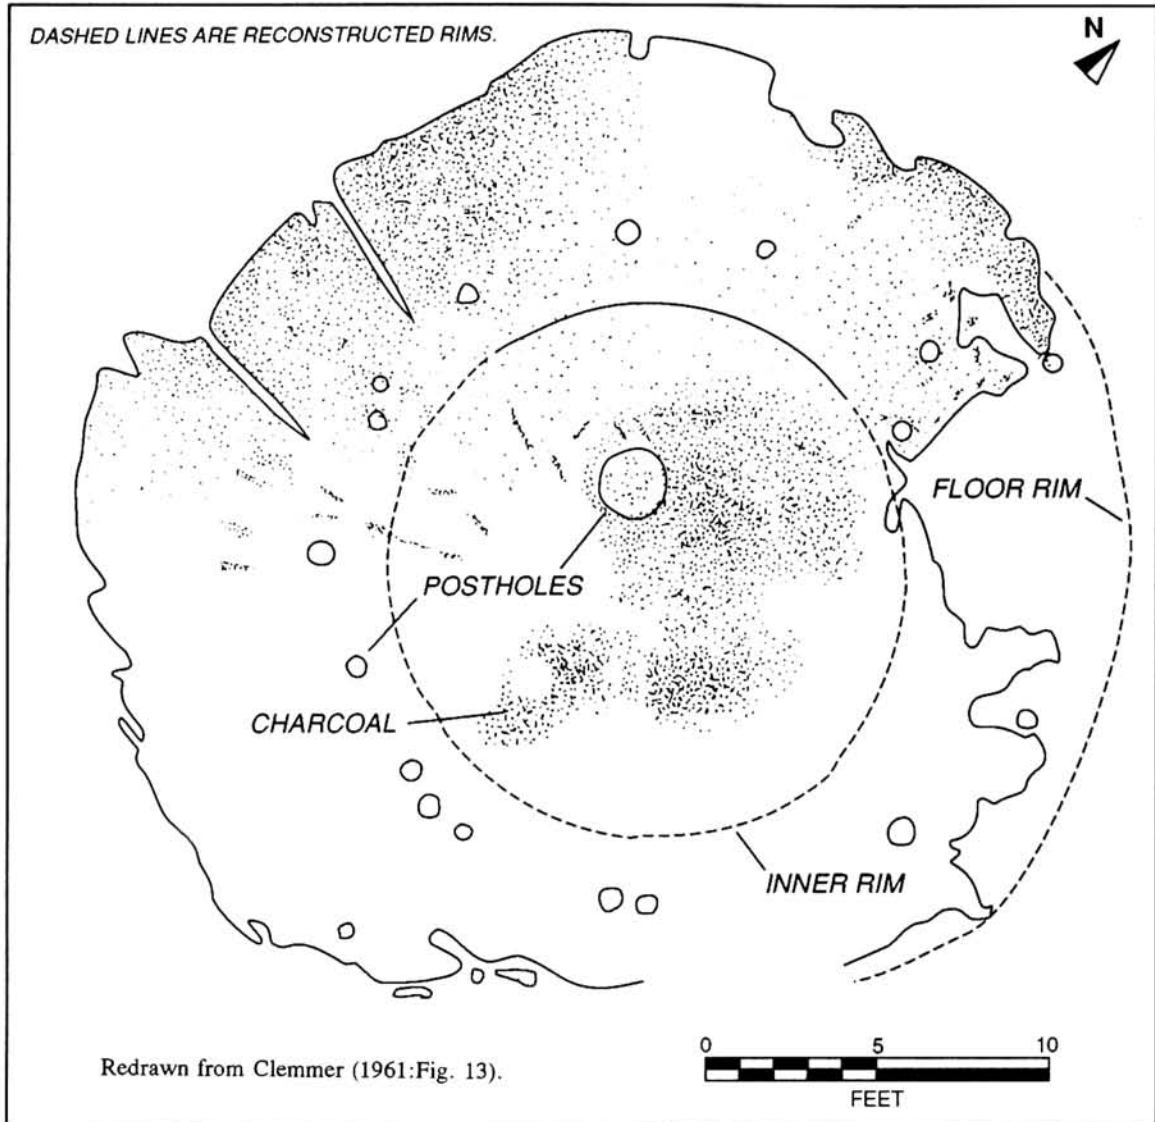 DASHED LINES ARE RECONSTRUCTED RIMS.
N
FLOOR RIM
POSTHOLES
CHARCOAL
INNER RIM
Redrawn from Clemmer (1961:Fig. 13).
0 5 10
FEET